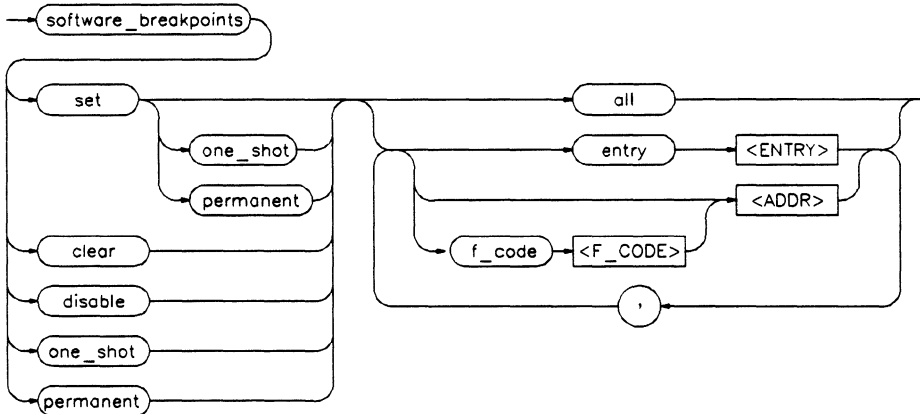 software_breakpoints
set
all
one_shot
entry
<ENTRY>
permanent
<ADDR>
clear
f_code
<F_CODE>
disable
,
one_shot
permanent